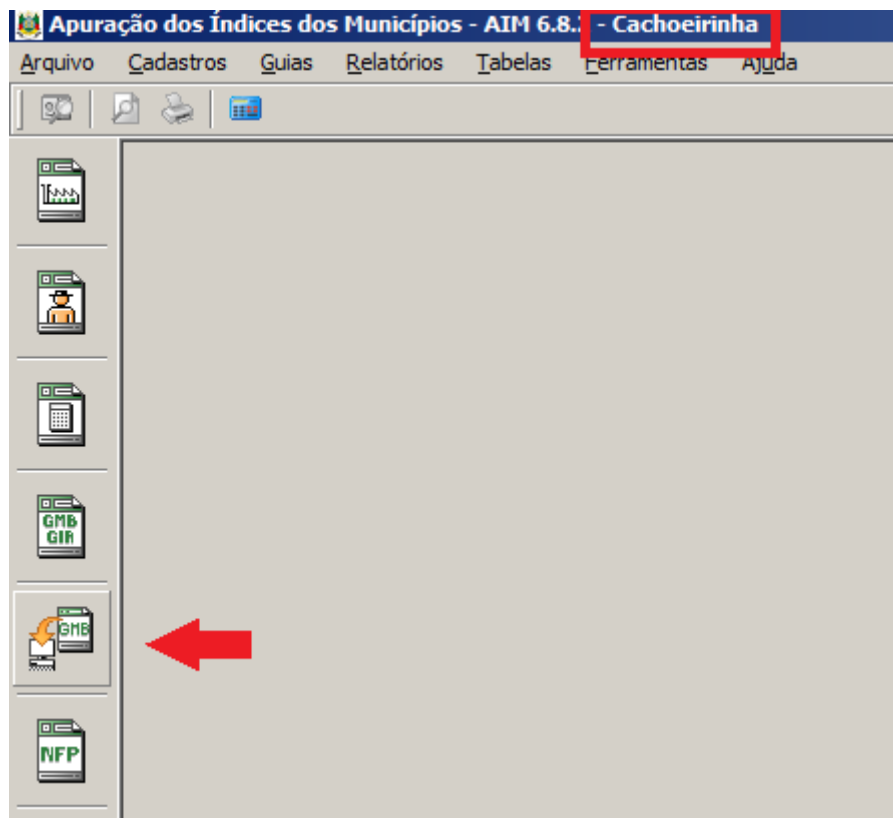 Apuração dos Índices dos Municípios - AIM 6.8. - Cachoeirinha
Arquivo Cadastros Guias Relatórios Tabelas Ferramentas Ajuda
GMB
GIR
GMB
NFP